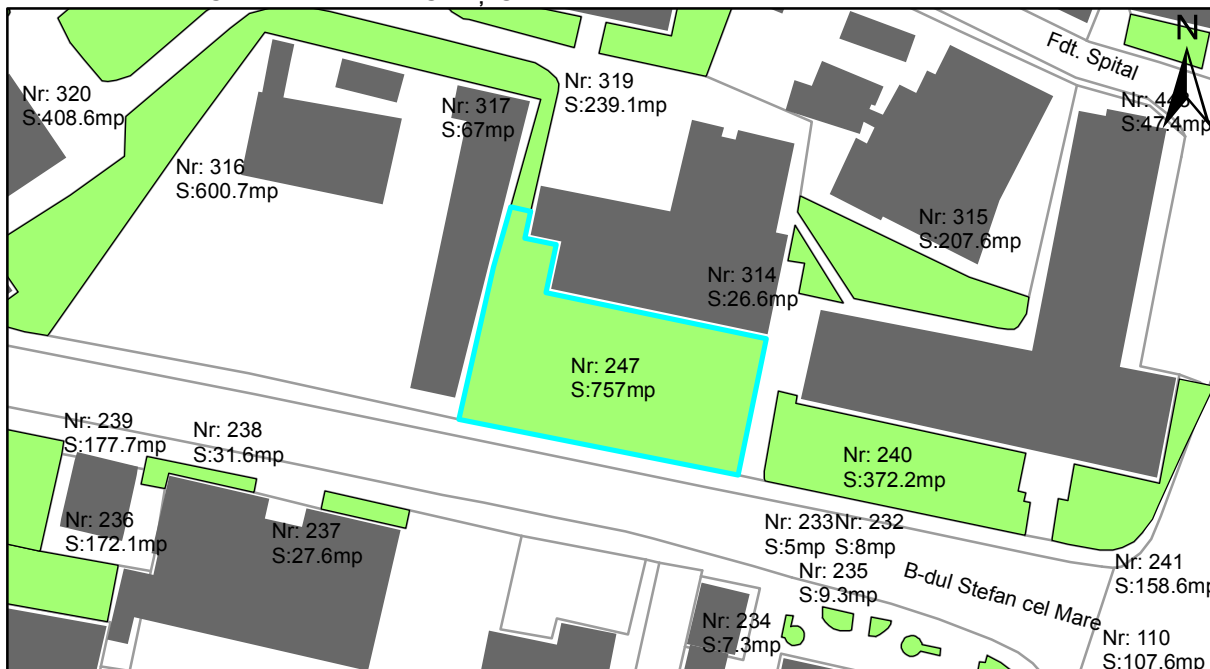 N
Fdt. Spital
Nr: 320
S:408.6mp
Nr: 317
S:67mp
Nr: 319
S:239.1mp
S:47.4mp
Nr: 316
S:600.7mp
Nr: 315
S:207.6mp
Nr: 314
S:26.6mp
Nr: 247
S:757mp
Nr: 239
S:177.7mp
Nr: 238
S:31.6mp
Nr: 240
S:372.2mp
Nr: 236
S:172.1mp
Nr: 237
S:27.6mp
Nr: 233
S:5mp
Nr: 232
S:8mp
Nr: 235
S:9.3mp
B-dul Stefan cel Mare
Nr: 241
S:158.6mp
Nr: 234
S:7.3mp
Nr: 110
S:107.6mp